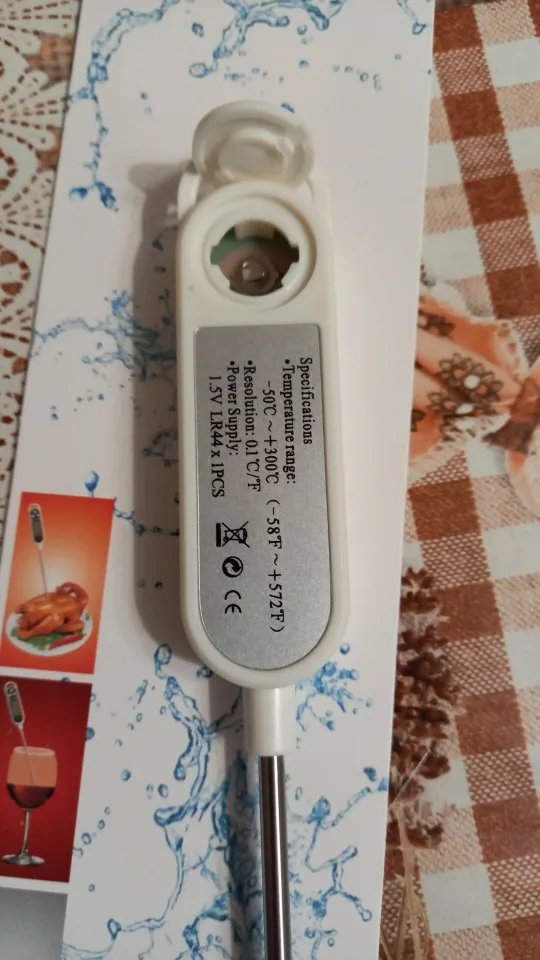 Specifications
•Temperature range:
-50℃ ~ +300℃ (-58℉ ~ +572℉)
•Resolution: 0.1℃/℉
•Power Supply:
1.5V LR44 x 1PCS
CE